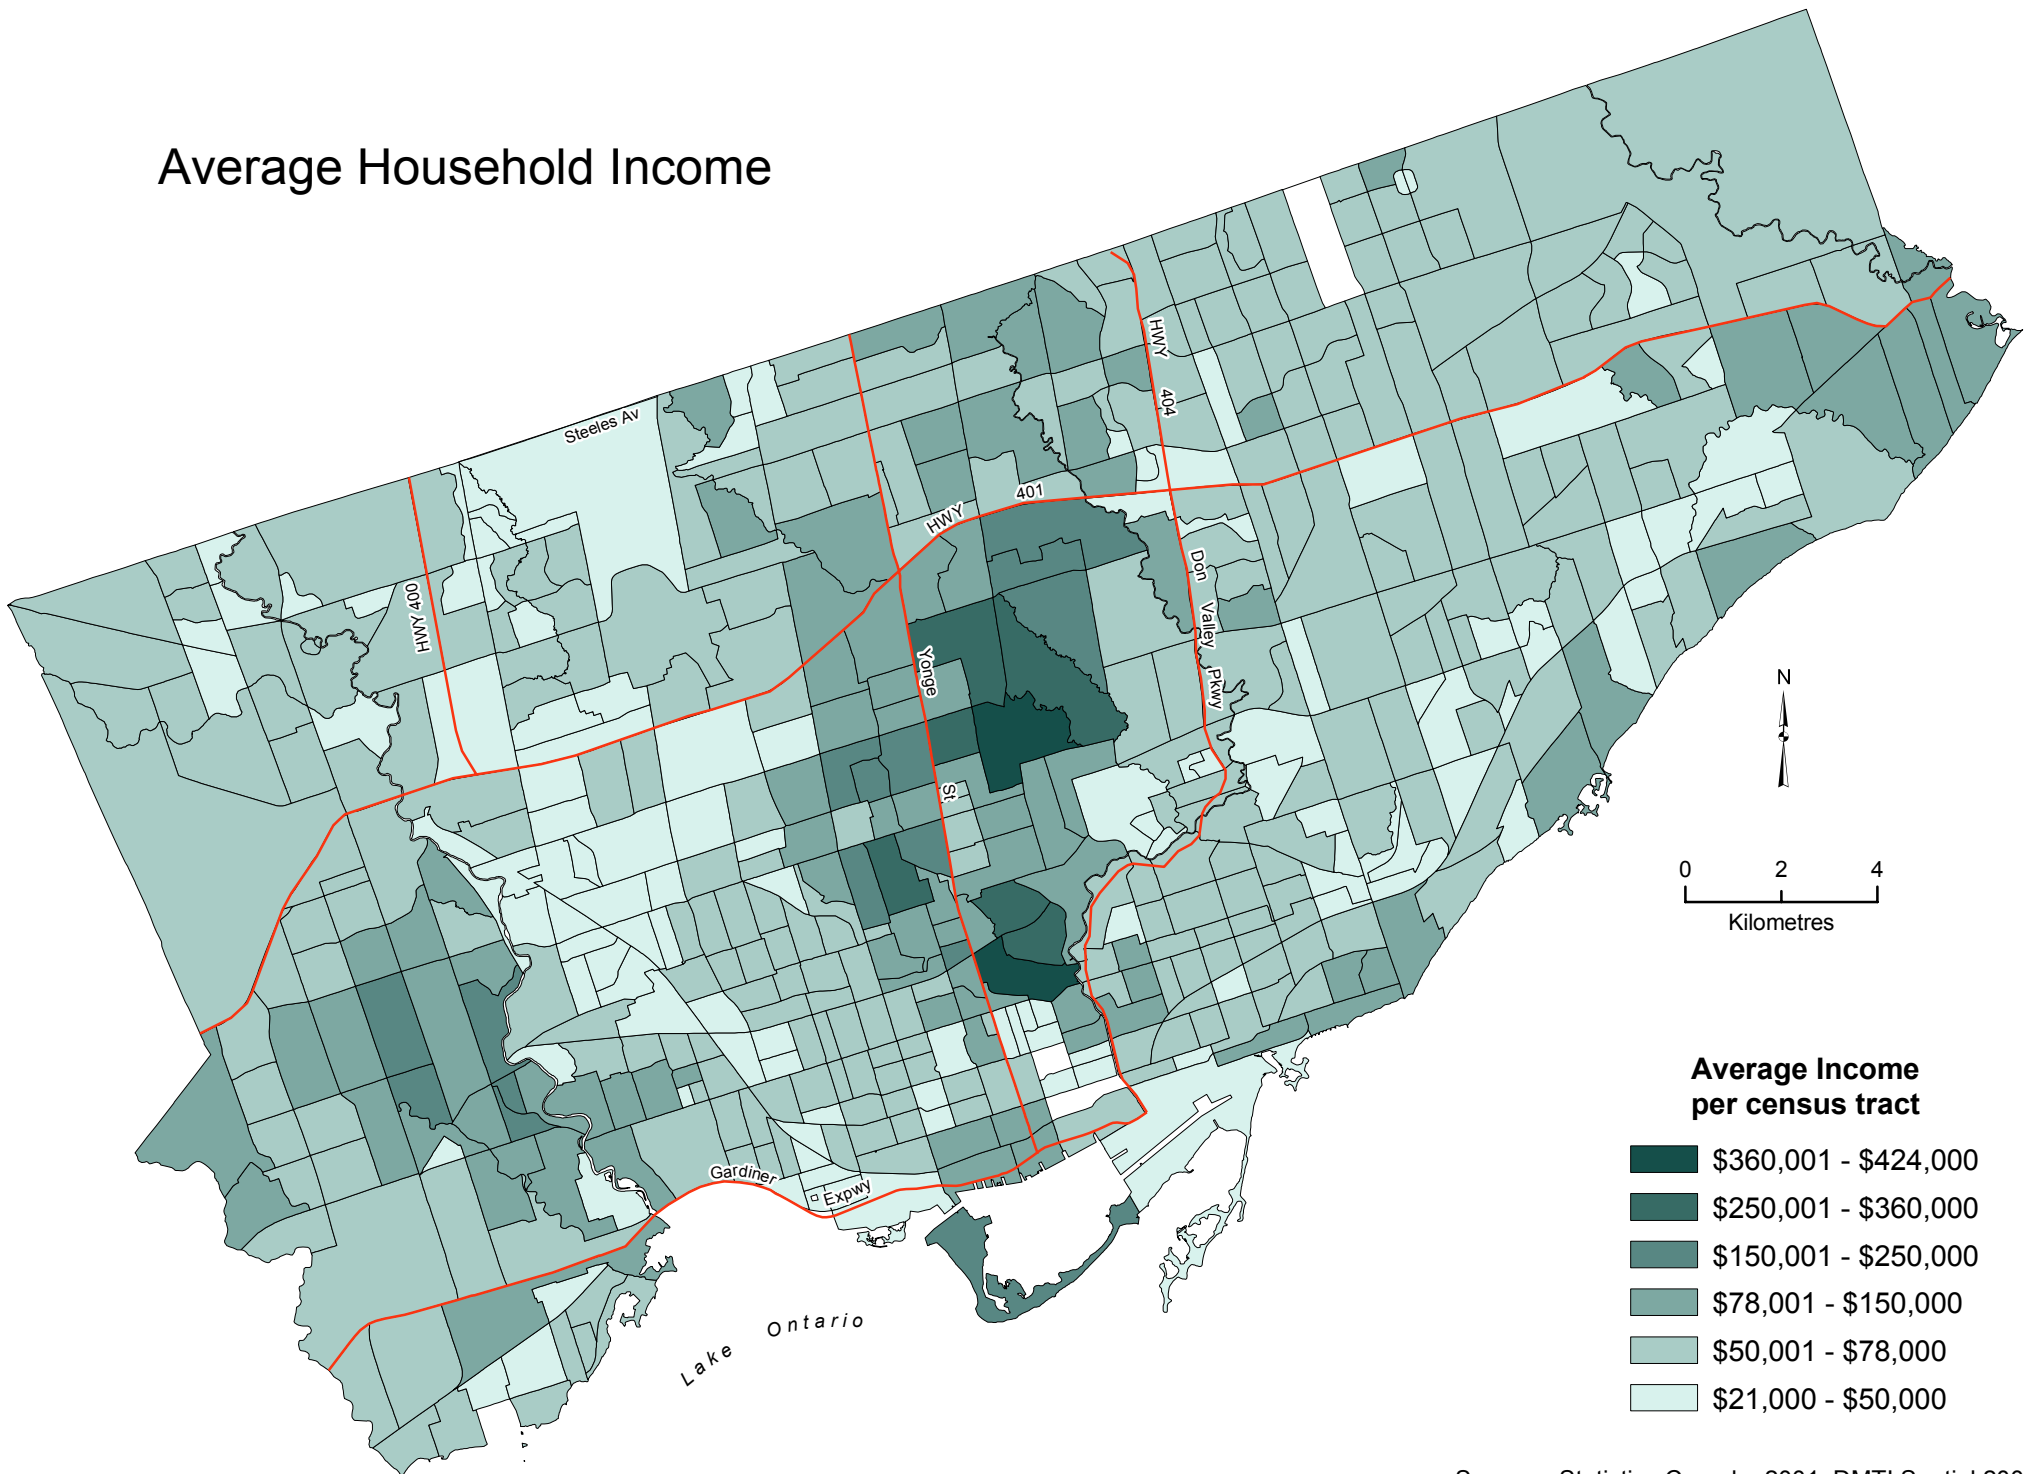 Average Household Income
Steeles Av
HWY 400
HWY
401
HWY
404
Don
Valley
Pkwy
Yonge
St
Gardiner
Expwy
Lake Ontario
N
0 2 4
Kilometres
Average Income
per census tract
$360,001 - $424,000
$250,001 - $360,000
$150,001 - $250,000
$78,001 - $150,000
$50,001 - $78,000
$21,000 - $50,000